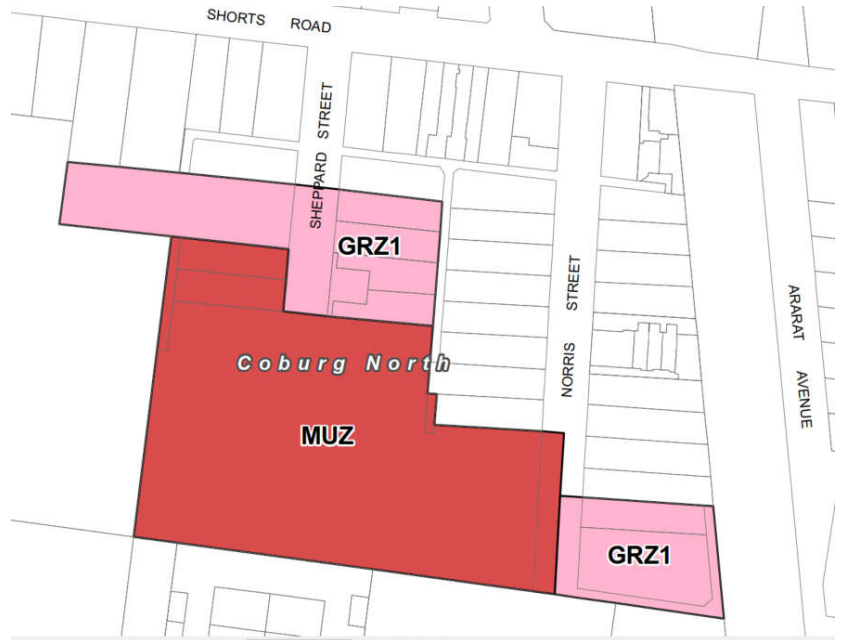 SHORTS ROAD
SHEPPARD STREET
GRZ1
NORRIS STREET
ARARAT AVENUE
Coburg North
MUZ
GRZ1